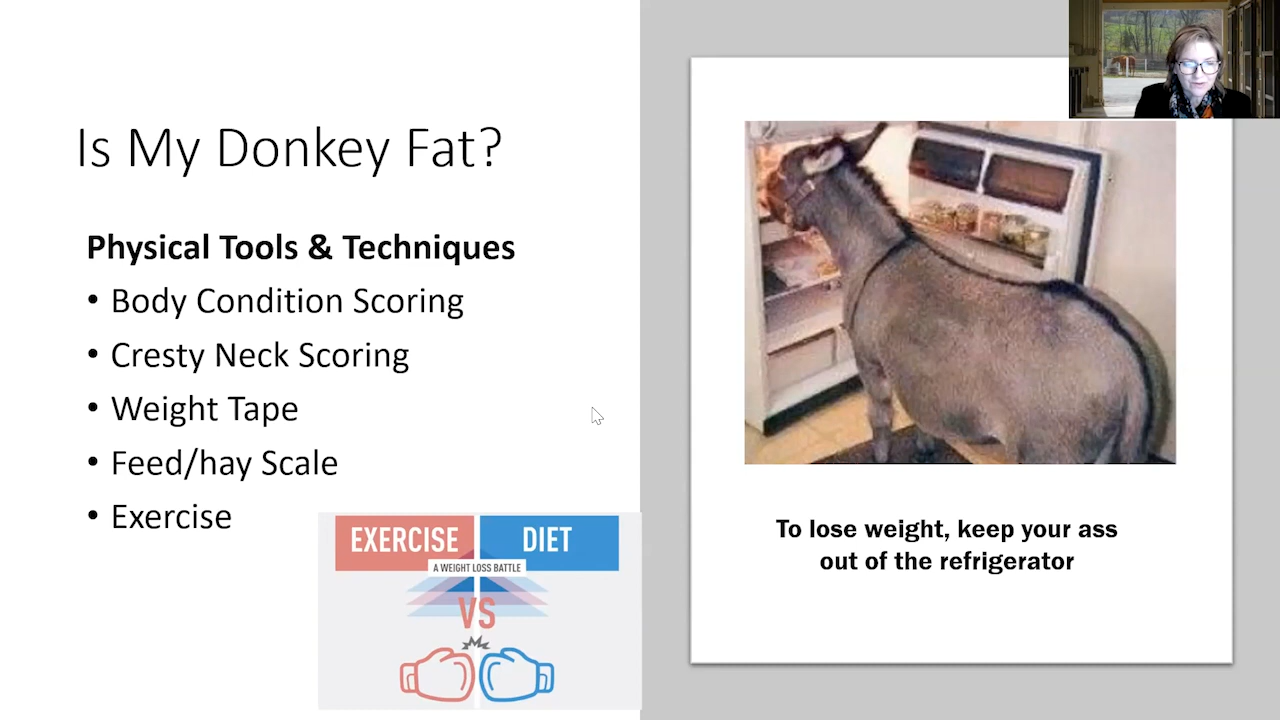 Is My Donkey Fat?
Physical Tools & Techniques
• Body Condition Scoring
• Cresty Neck Scoring
• Weight Tape
• Feed/hay Scale
• Exercise
EXERCISE
DIET
A WEIGHT LOSS BATTLE
VS
To lose weight, keep your ass
out of the refrigerator